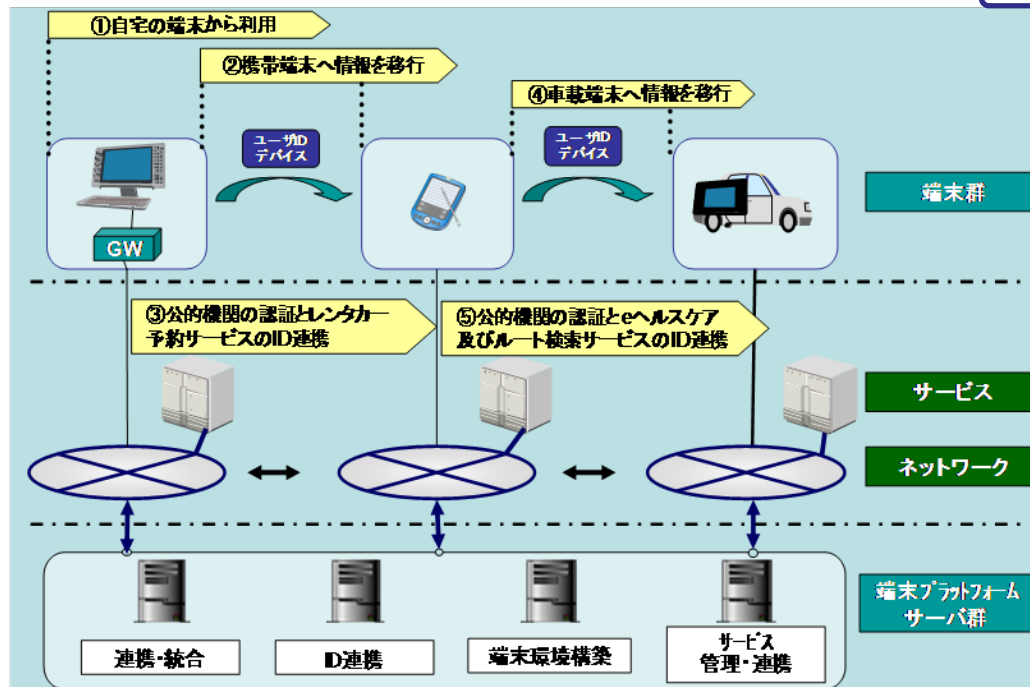 ①自宅の端末から利用
②携帯端末へ情報を移行
④車載端末へ情報を移行
ユーザID
デバイス
ユーザID
デバイス
端末群
GW
③公的機関の認証とレンタカー
予約サービスのID連携
⑤公的機関の認証とeヘルスケア
及びルート検索サービスのID連携
サービス
ネットワーク
端末プラットフォーム
サーバ群
連携・統合
ID連携
端末環境構築
サービス
管理・連携